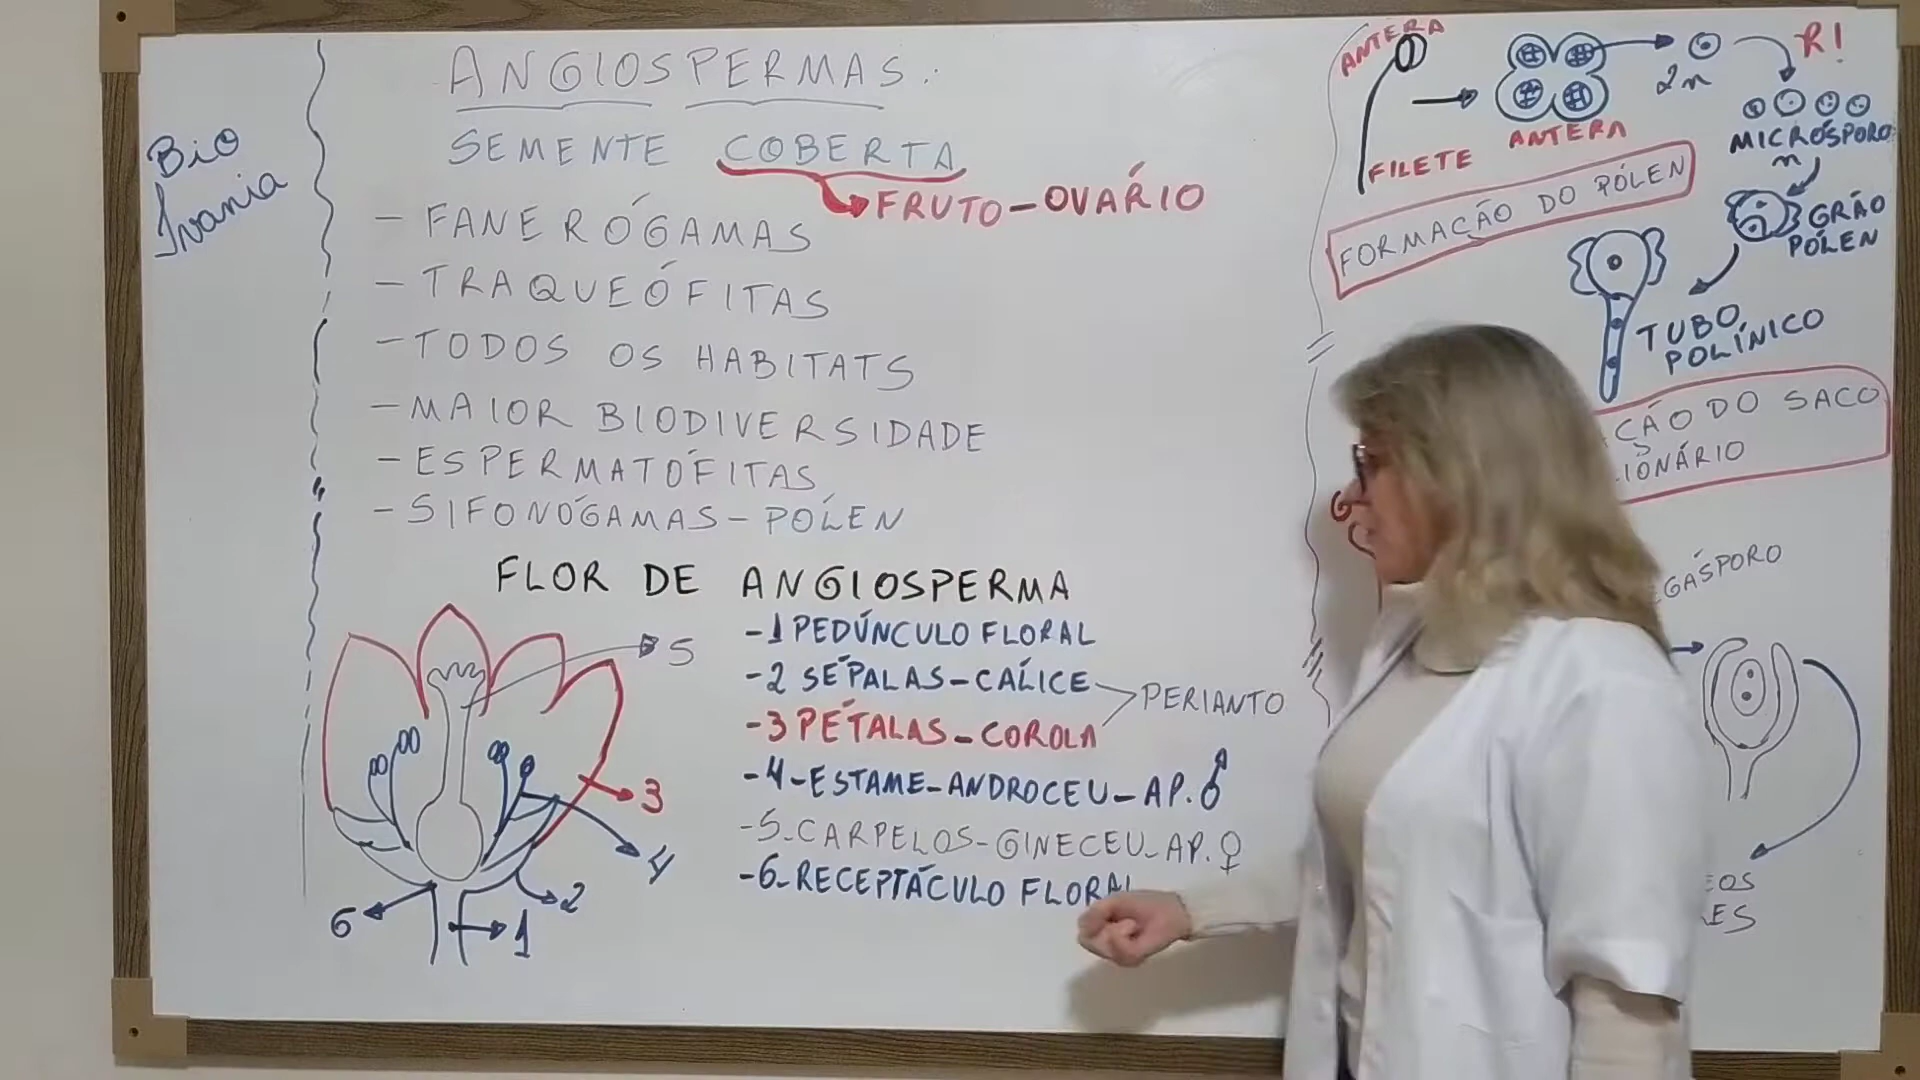 Bio
Ivania
ANGIOSPERMAS.:
SEMENTE COBERTA
FRUTO-OVÁRIO
- FANERÓGAMAS
- TRAQUEÓFITAS
- TODOS OS HABITATS
- MAIOR BIODIVERSIDADE
- ESPERMATÓFITAS
- SIFONÓGAMAS - PÓLEN
FLOR DE ANGIOSPERMA
-1 PEDÚNCULO FLORAL
-2 SÉPALAS-CÁLICE
PERIANTO
-3 PÉTALAS-COROLA
-4-ESTAME-ANDROCEU-AP.♂
-5-CARPELOS-GINECEU-AP.♀
-6-RECEPTÁCULO FLORAL
5
3
4
2
6
1
ANTERA
FILETE
ANTERA
2n
R!
MICRÓSPORO
n
FORMAÇÃO DO PÓLEN
GRÃO
PÓLEN
TUBO
POLÍNICO
DO SACO